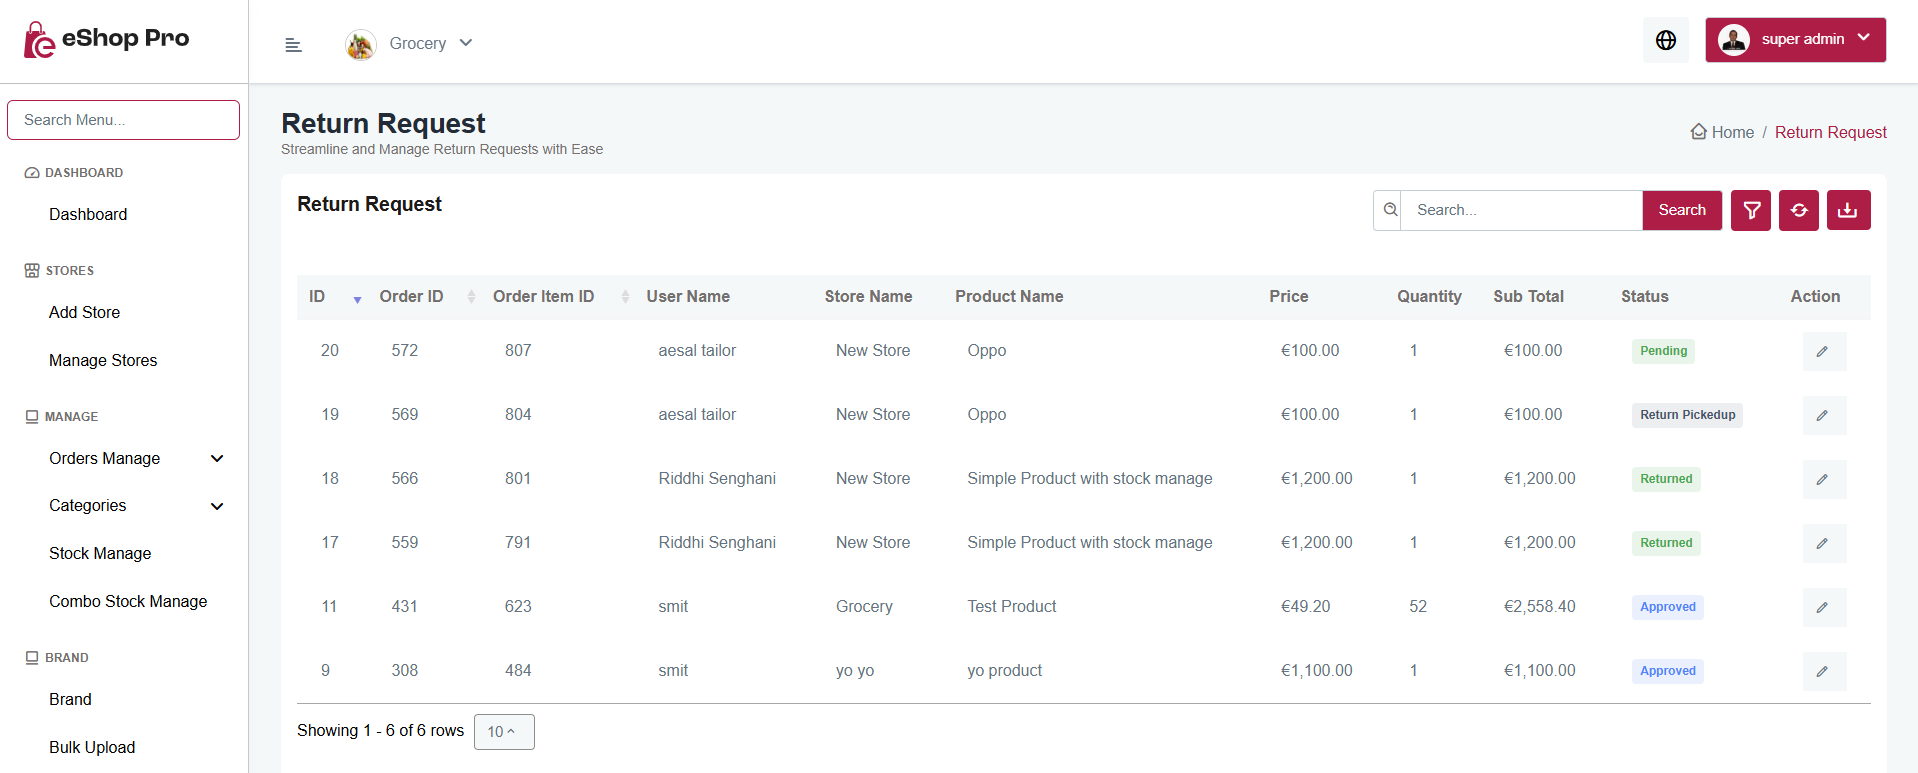 eShop Pro
Grocery
super admin
Search Menu...
DASHBOARD
Dashboard
STORES
Add Store
Manage Stores
MANAGE
Orders Manage
Categories
Stock Manage
Combo Stock Manage
BRAND
Brand
Bulk Upload
Return Request
Streamline and Manage Return Requests with Ease
Home / Return Request
Return Request
Search... Search
ID Order ID Order Item ID User Name Store Name Product Name Price Quantity Sub Total Status Action
20 572 807 aesal tailor New Store Oppo €100.00 1 €100.00 Pending
19 569 804 aesal tailor New Store Oppo €100.00 1 €100.00 Return Pickedup
18 566 801 Riddhi Senghani New Store Simple Product with stock manage €1,200.00 1 €1,200.00 Returned
17 559 791 Riddhi Senghani New Store Simple Product with stock manage €1,200.00 1 €1,200.00 Returned
11 431 623 smit Grocery Test Product €49.20 52 €2,558.40 Approved
9 308 484 smit yo yo yo product €1,100.00 1 €1,100.00 Approved
Showing 1 - 6 of 6 rows 10